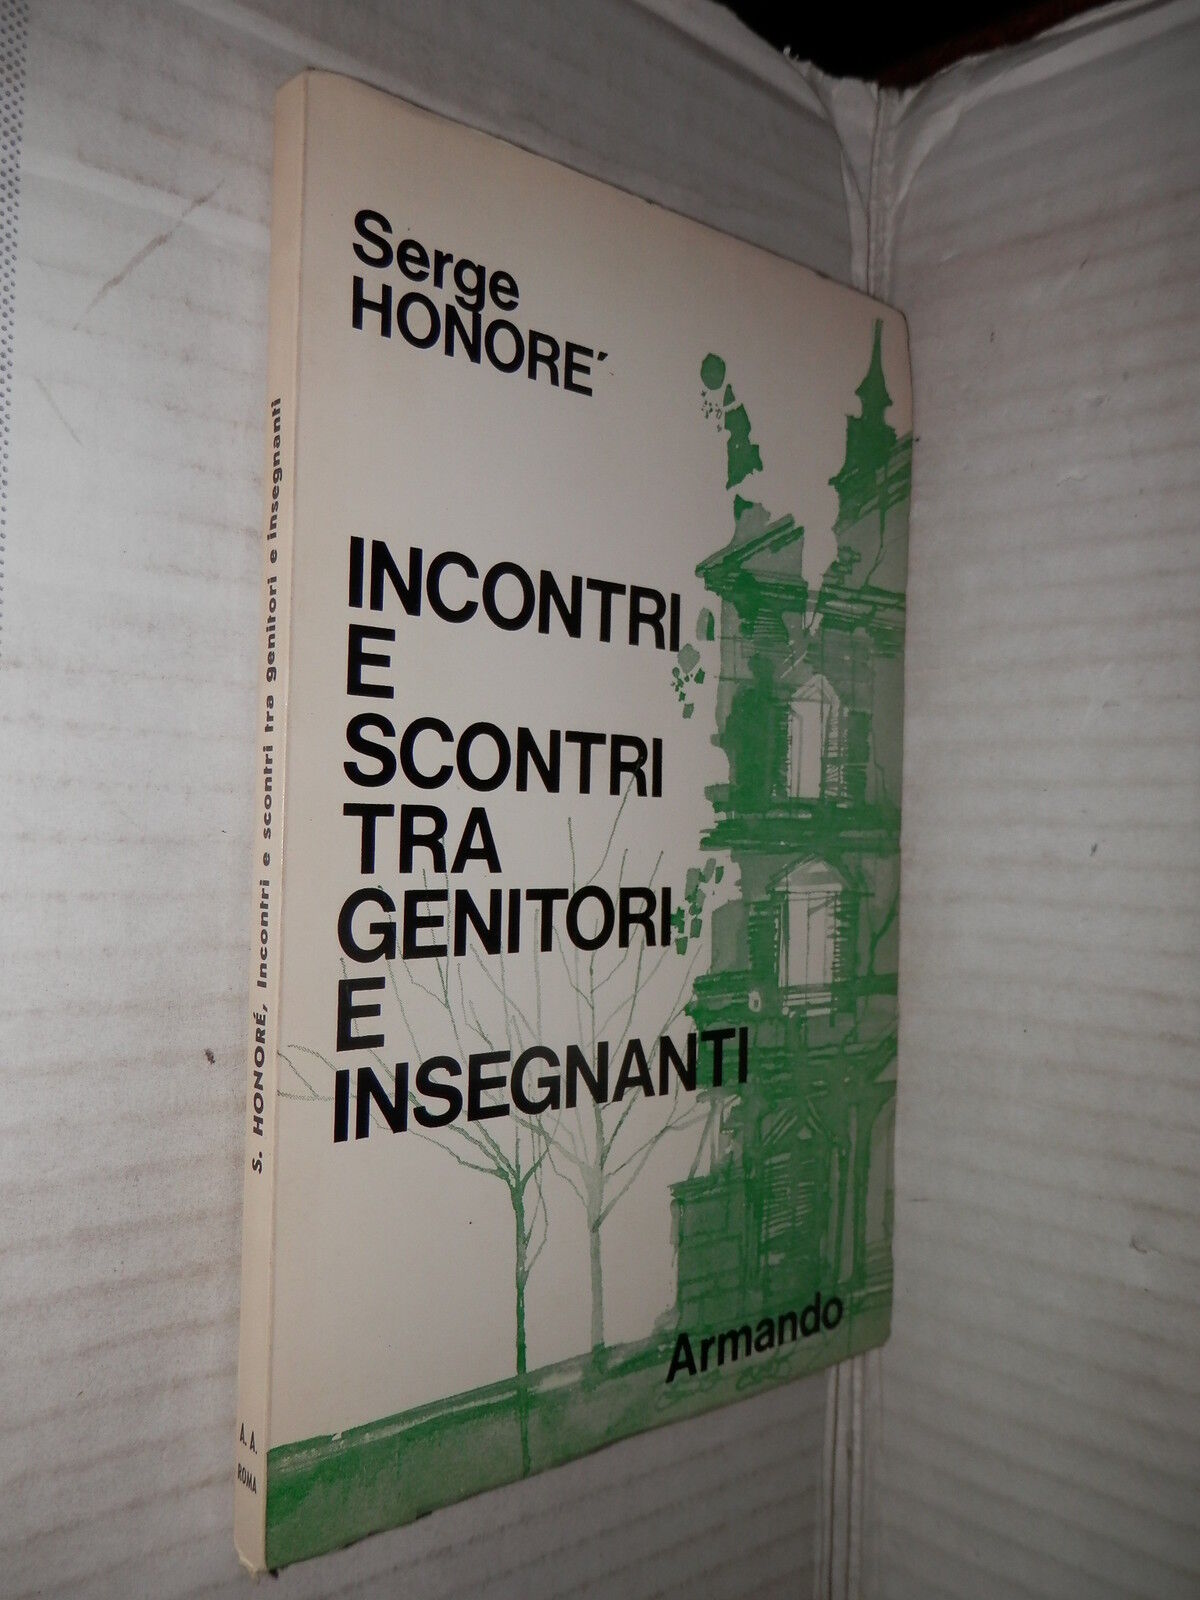 Serge
HONORE´
INCONTRI
E
SCONTRI
TRA
GENITORI
E
INSEGNANTI
Armando
S. HONORÉ, Incontri e scontri tra genitori e insegnanti
A. A.
ROMA